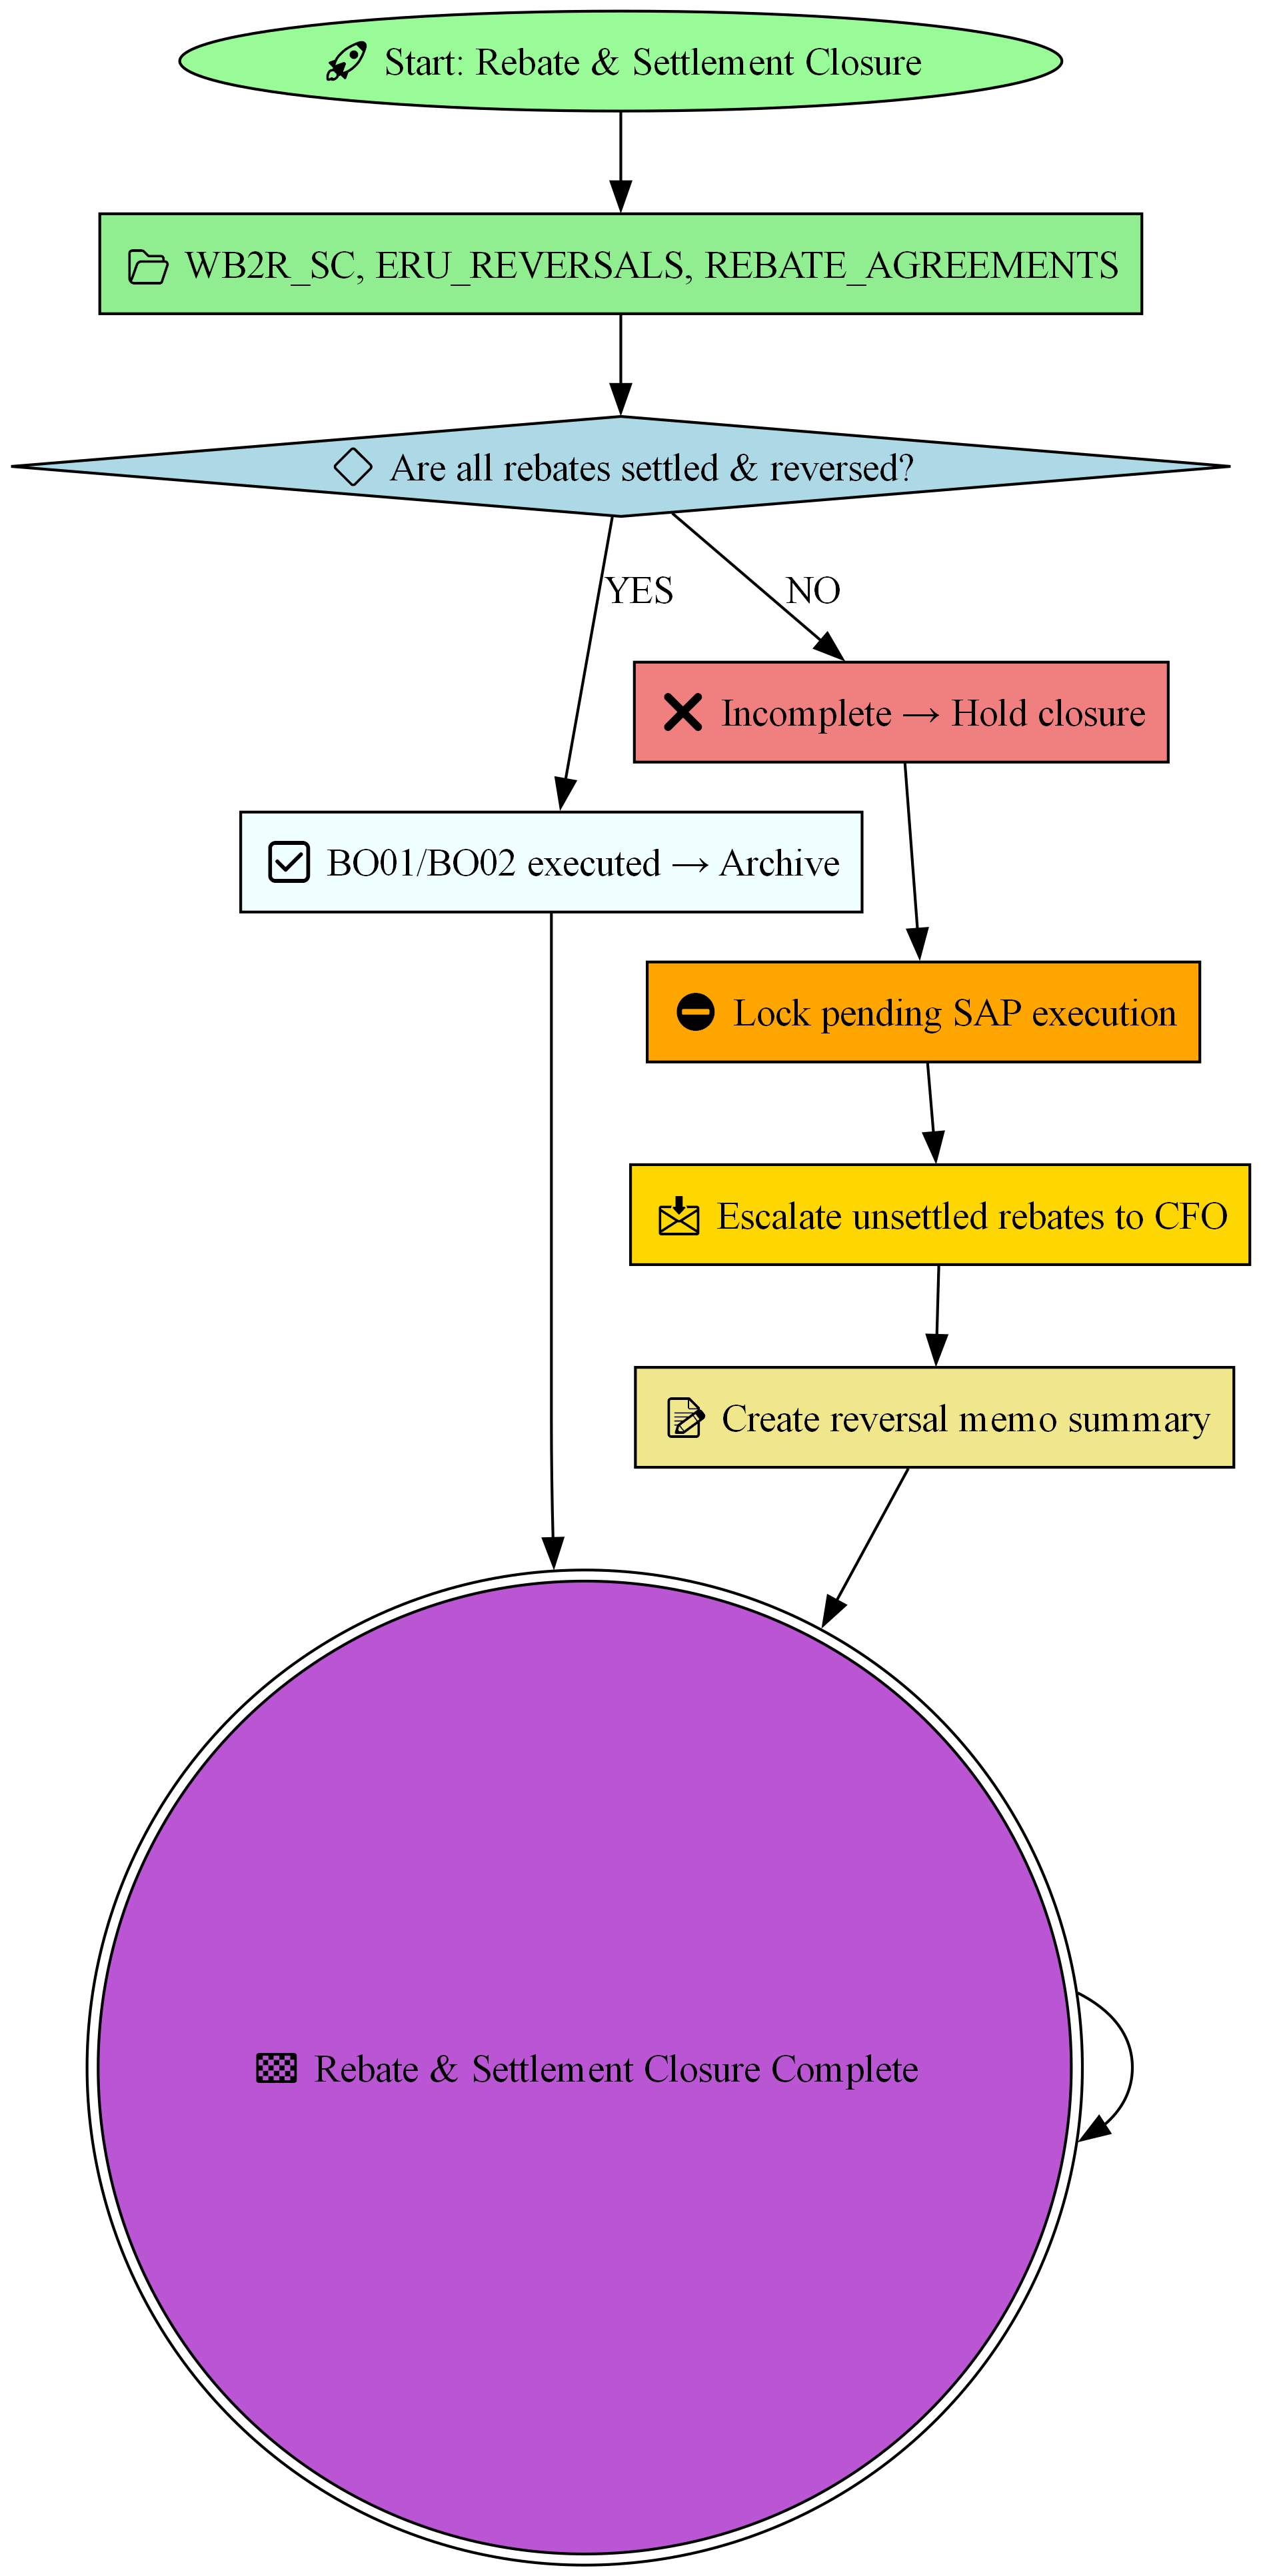 🚀 Start: Rebate & Settlement Closure
📂 WB2R_SC, ERU_REVERSALS, REBATE_AGREEMENTS
Are all rebates settled & reversed?
YES
NO
❌ Incomplete → Hold closure
☑ BO01/BO02 executed → Archive
⛔ Lock pending SAP execution
📩 Escalate unsettled rebates to CFO
📝 Create reversal memo summary
🏁 Rebate & Settlement Closure Complete